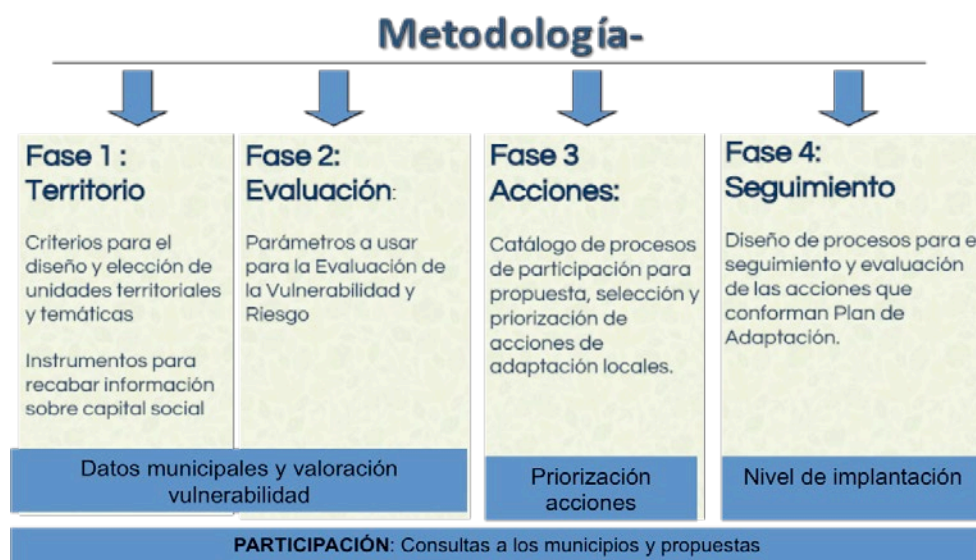 Metodología-
Fase 1 :
Territorio
Criterios para el
diseño y elección de
unidades territoriales
y temáticas
Instrumentos para
recabar información
sobre capital social
Fase 2:
Evaluación:
Parámetros a usar
para la Evaluación de
la Vulnerabilidad y
Riesgo
Datos municipales y valoración
vulnerabilidad
Fase 3
Acciones:
Catálogo de procesos
de participación para
propuesta, selección y
priorización de
acciones de
adaptación locales.
Priorización
acciones
Fase 4:
Seguimiento
Diseño de procesos para e
seguimiento y evaluación
de las acciones que
conforman Plan de
Adaptación.
Nivel de implantación
PARTICIPACIÓN: Consultas a los municipios y propuestas